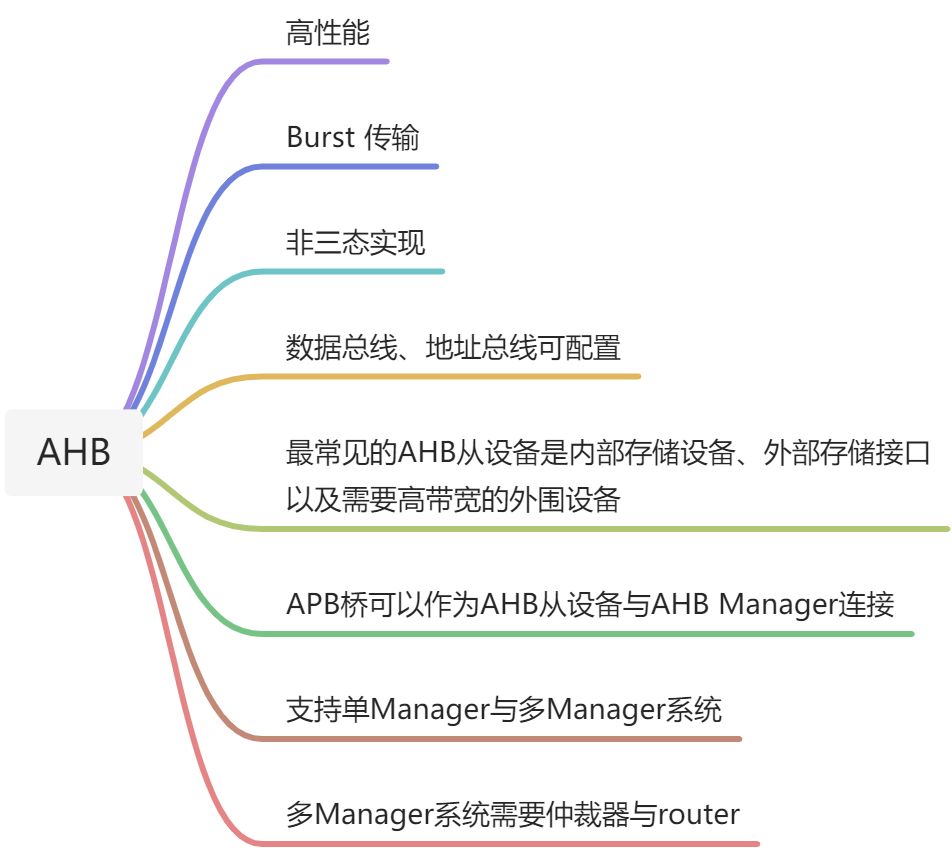 高性能
Burst 传输
非三态实现
数据总线、地址总线可配置
AHB
最常见的AHB从设备是内部存储设备、外部存储接口
以及需要高带宽的外围设备
APB桥可以作为AHB从设备与AHB Manager连接
支持单Manager与多Manager系统
多Manager系统需要仲裁器与router